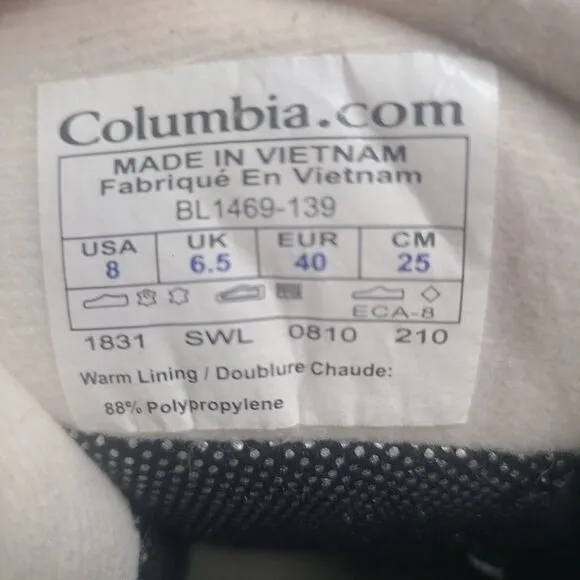 Columbia.com
MADE IN VIETNAM
Fabriqué En Vietnam
BL1469-139
USA UK EUR CM
8 6.5 40 25
ECA-8
1831 SWL 0810 210
Warm Lining / Doublure Chaude:
88% Polypropylene